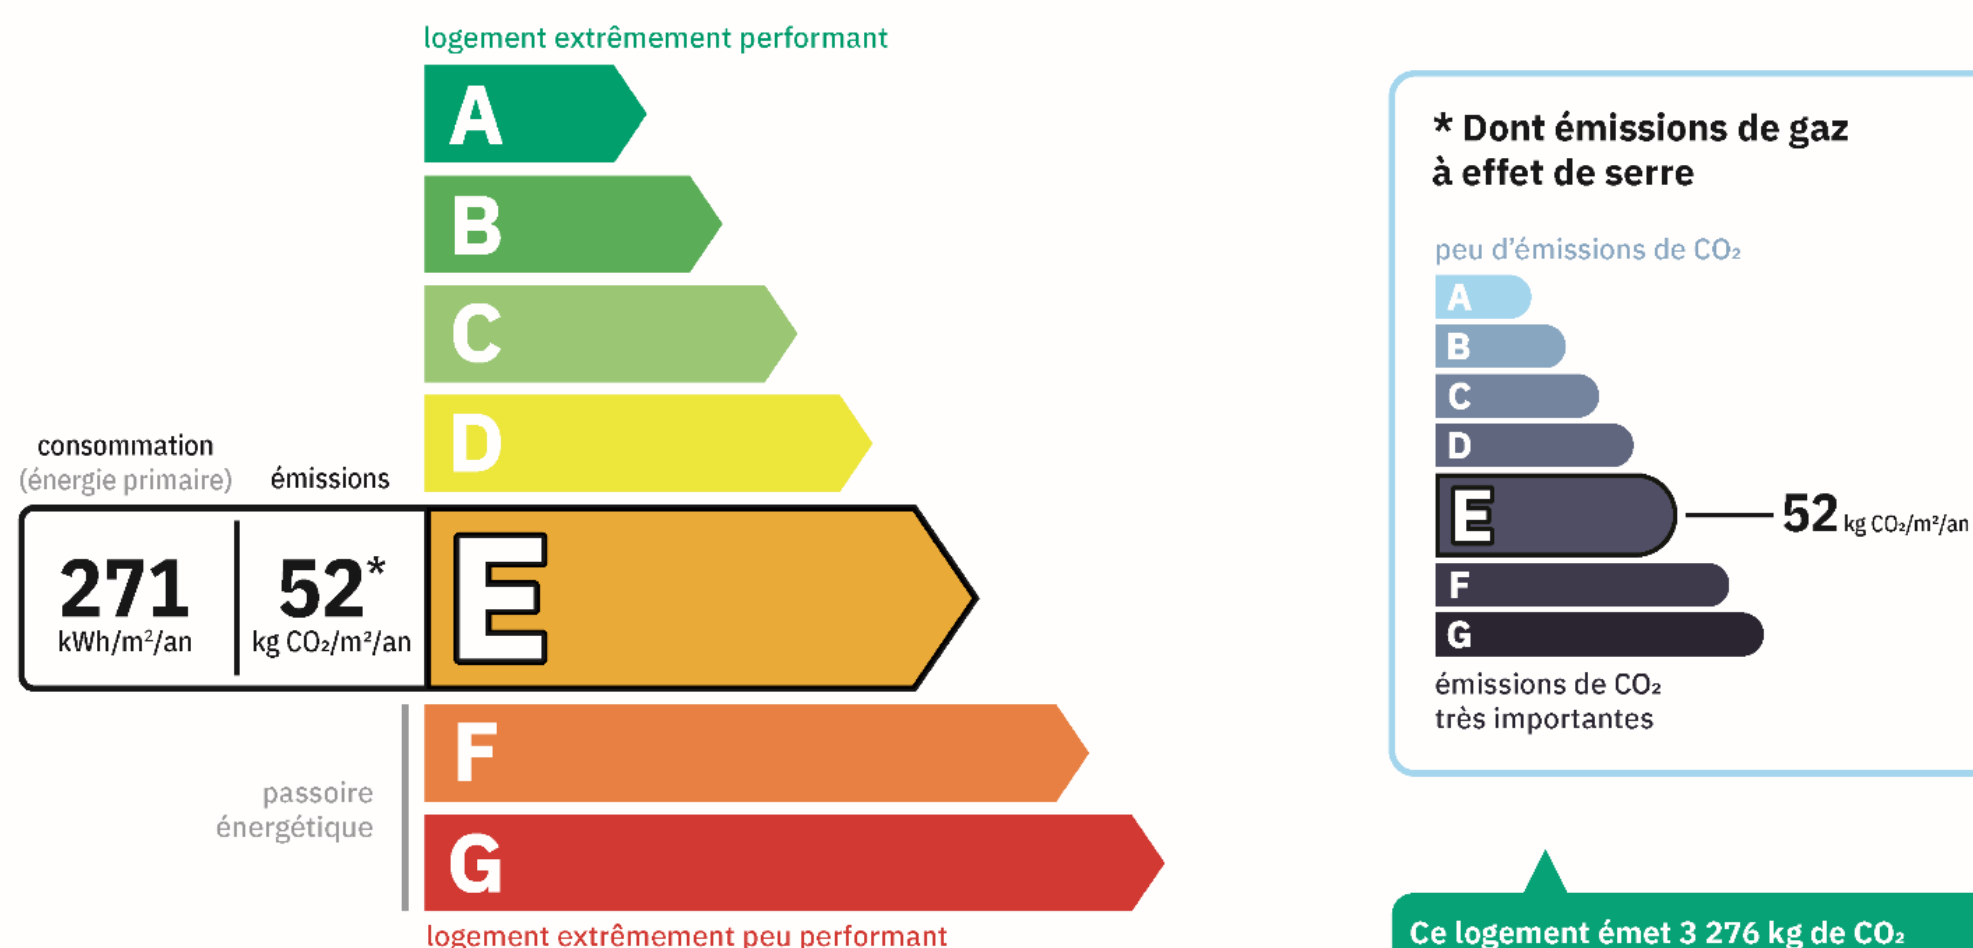 logement extrêmement performant
A
B
C
D
consommation
(énergie primaire)
émissions
271
kWh/m²/an
52*
kg CO₂/m²/an
E
passoire
énergétique
F
G
logement extrêmement peu performant
* Dont émissions de gaz
à effet de serre
peu d'émissions de CO₂
A
B
C
D
E
52 kg CO₂/m²/an
F
G
émissions de CO₂
très importantes
Ce logement émet 3 276 kg de CO₂